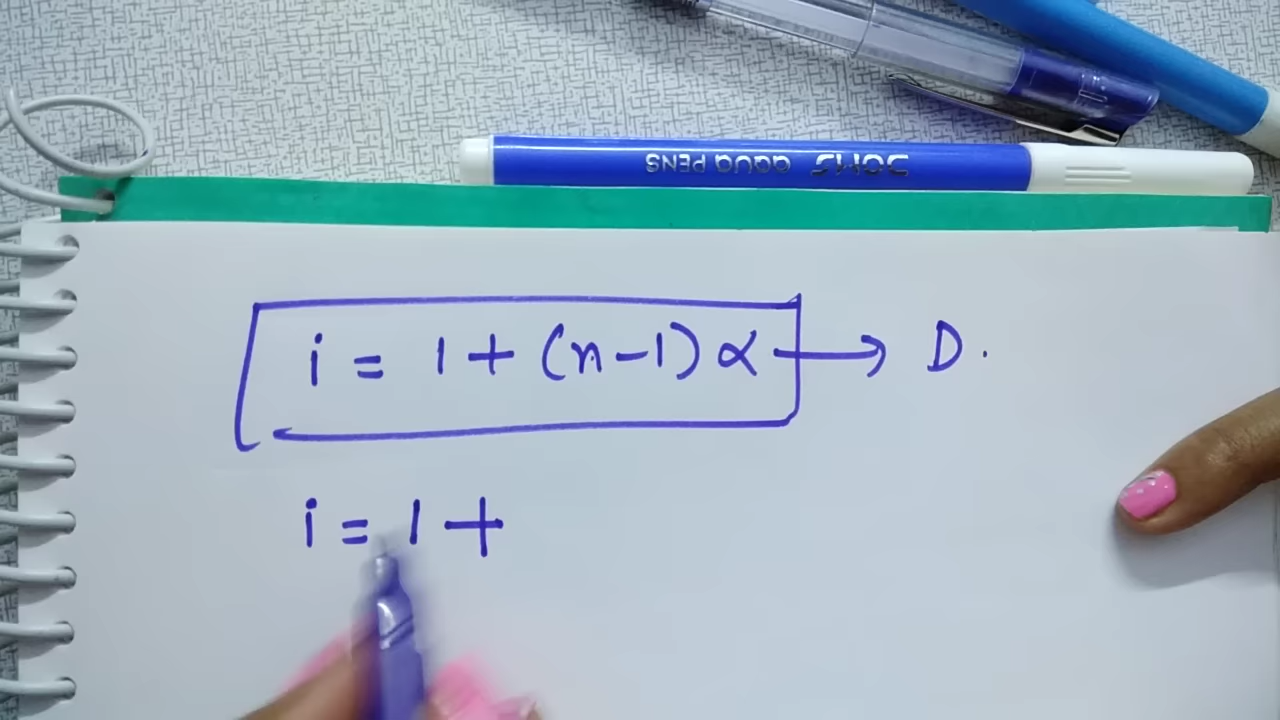 DOMS AQUA PENS
i = 1 + (n-1) α → D.
i = 1 +